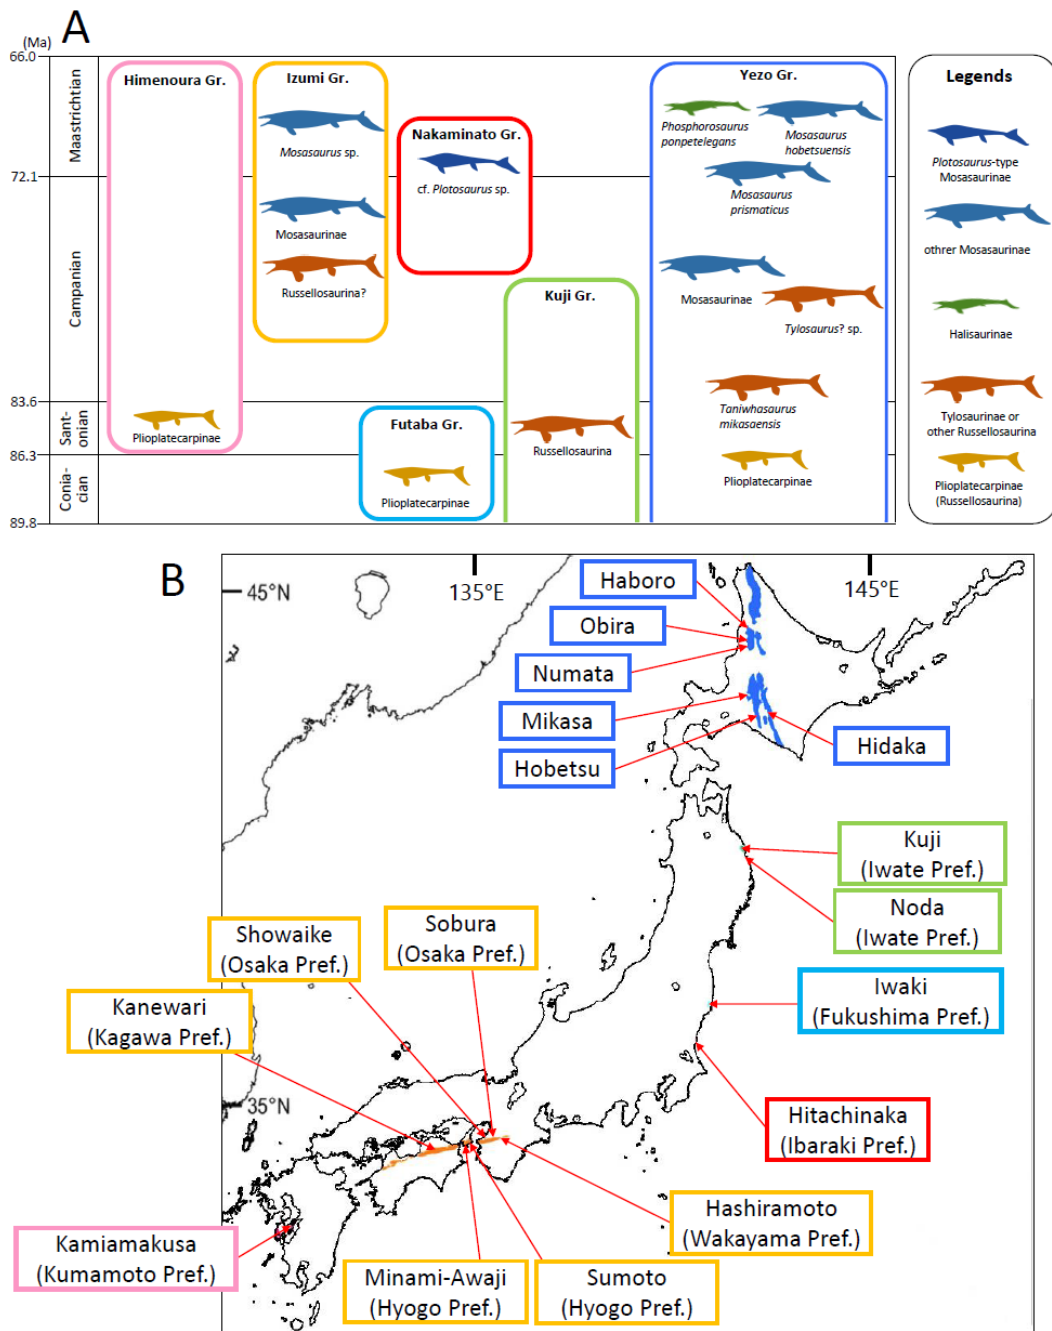 A
(Ma)
66.0
72.1
83.6
86.3
89.8
Maastrichtian
Campanian
Sant-
onian
Conia-
cian
Himenoura Gr.
Plioplatecarpinae
Izumi Gr.
Mosasaurus sp.
Mosasaurinae
Russellosaurina?
Nakaminato Gr.
cf. Plotosaurus sp.
Futaba Gr.
Plioplatecarpinae
Kuji Gr.
Russellosaurina
Yezo Gr.
Phosphorosaurus
ponpetelegans
Mosasaurus
hobetsuensis
Mosasaurus
prismaticus
Mosasaurinae
Tylosaurus? sp.
Taniwhasaurus
mikasaensis
Plioplatecarpinae
Legends
Plotosaurus-type
Mosasaurinae
othrer Mosasaurinae
Halisaurinae
Tylosaurinae or
other Russellosaurina
Plioplatecarpinae
(Russellosaurina)
B
45°N
135°E
145°E
35°N
Haboro
Obira
Numata
Mikasa
Hobetsu
Hidaka
Kuji
(Iwate Pref.)
Noda
(Iwate Pref.)
Iwaki
(Fukushima Pref.)
Hitachinaka
(Ibaraki Pref.)
Sobura
(Osaka Pref.)
Showaike
(Osaka Pref.)
Kanewari
(Kagawa Pref.)
Hashiramoto
(Wakayama Pref.)
Sumoto
(Hyogo Pref.)
Minami-Awaji
(Hyogo Pref.)
Kamiamakusa
(Kumamoto Pref.)